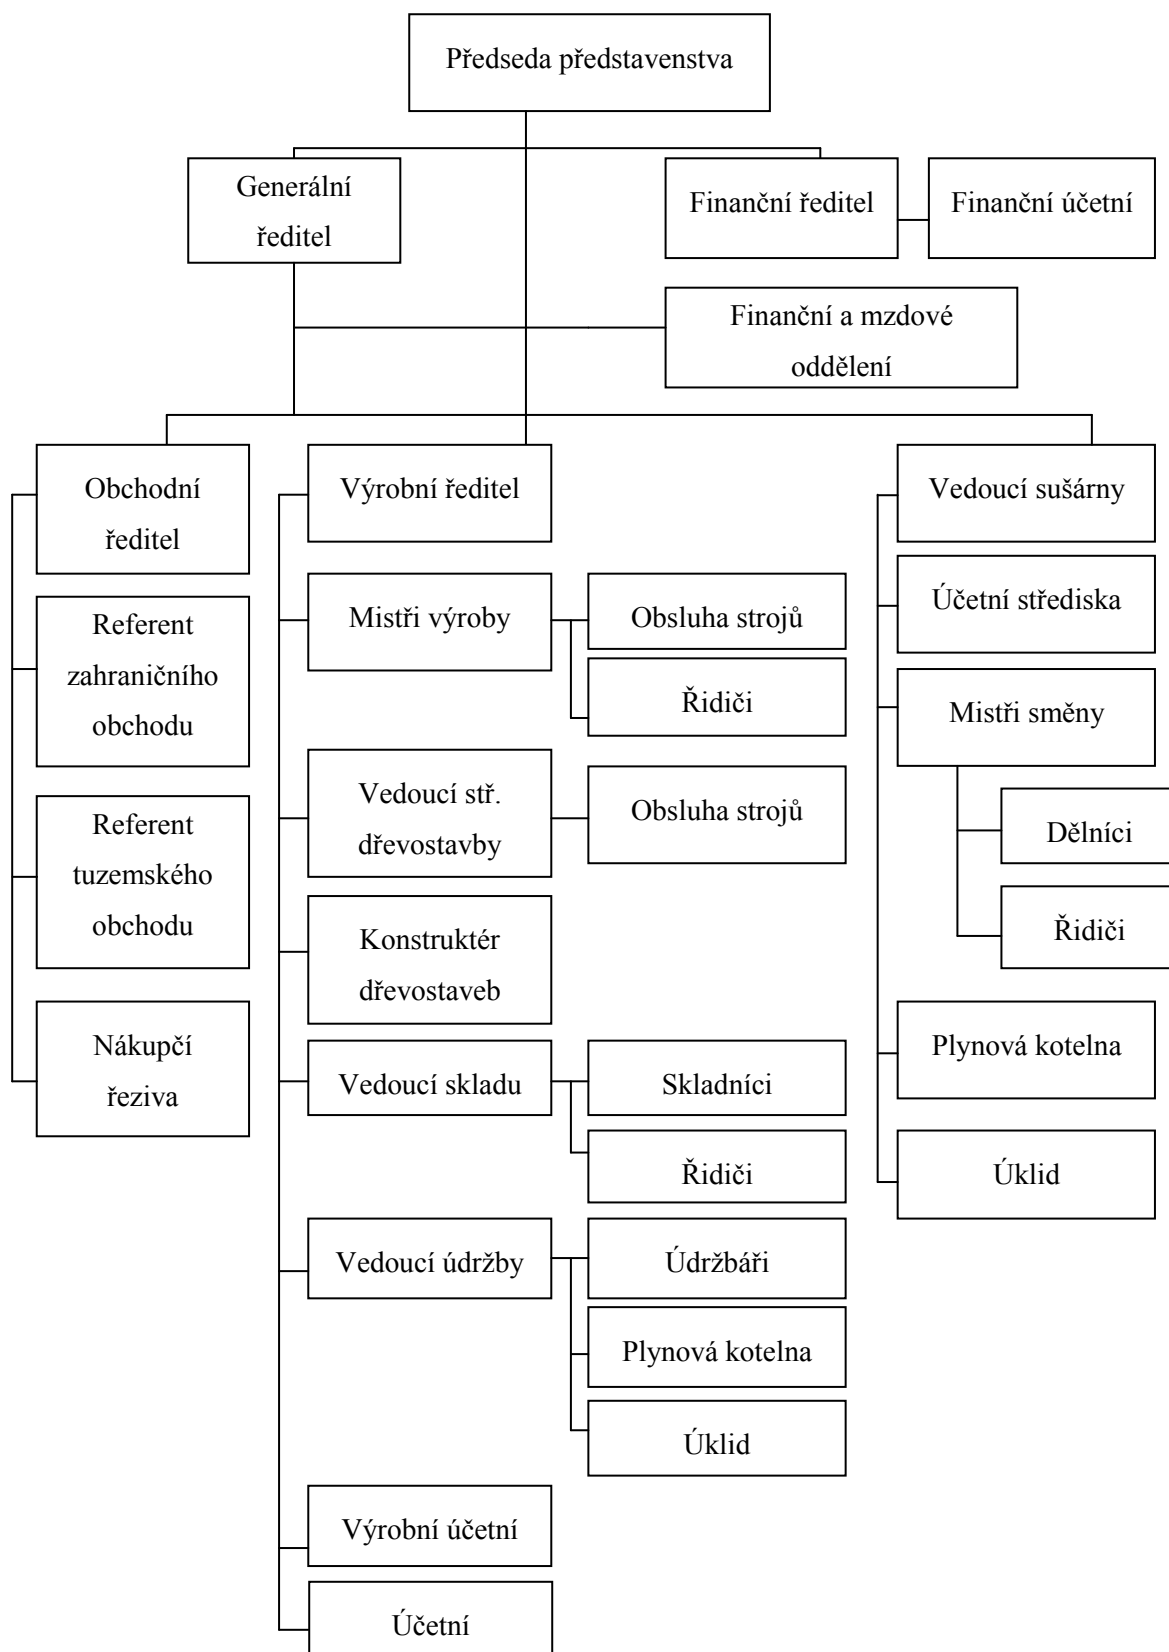 Předseda představenstva
Generální
ředitel
Finanční ředitel
Finanční účetní
Finanční a mzdové
oddělení
Obchodní
ředitel
Referent
zahraničního
obchodu
Referent
tuzemského
obchodu
Nákupčí
řeziva
Výrobní ředitel
Mistři výroby
Obsluha strojů
Řidiči
Vedoucí stř.
dřevostavby
Obsluha strojů
Konstruktér
dřevostaveb
Vedoucí skladu
Skladníci
Řidiči
Vedoucí údržby
Údržbáři
Plynová kotelna
Úklid
Výrobní účetní
Účetní
Vedoucí sušárny
Účetní střediska
Mistři směny
Dělníci
Řidiči
Plynová kotelna
Úklid